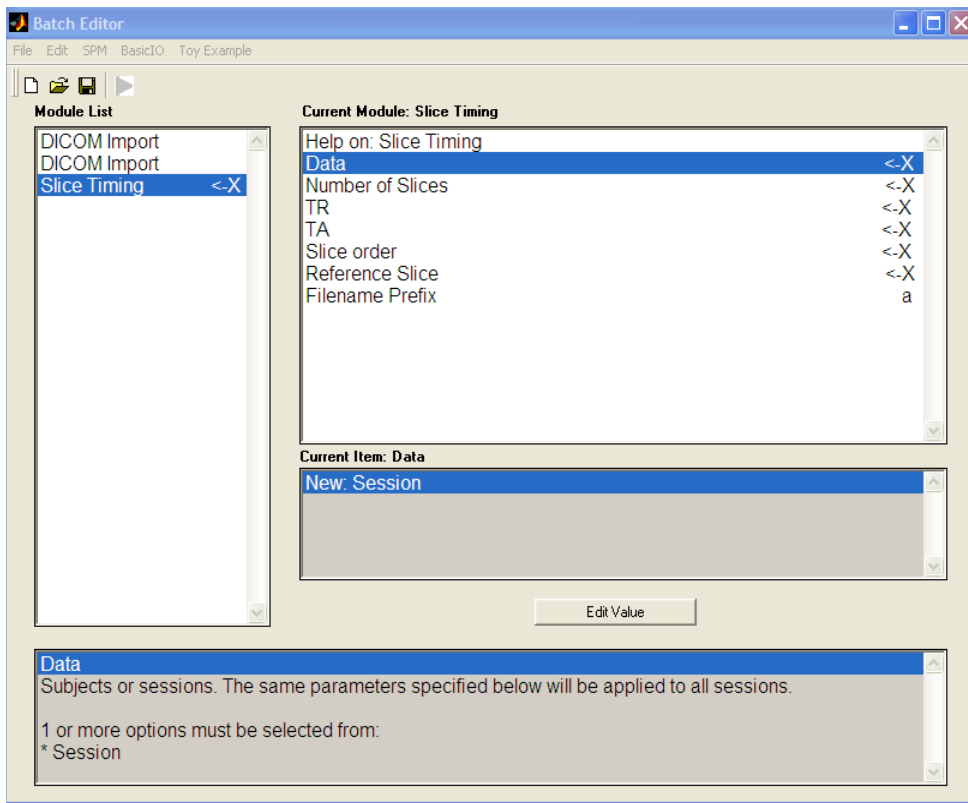 Batch Editor
File Edit SPM BasicIO Toy Example
Module List
DICOM Import
DICOM Import
Slice Timing <-X
Current Module: Slice Timing
Help on: Slice Timing
Data <-X
Number of Slices <-X
TR <-X
TA <-X
Slice order <-X
Reference Slice <-X
Filename Prefix a
Current Item: Data
New: Session
Edit Value
Data
Subjects or sessions. The same parameters specified below will be applied to all sessions.
1 or more options must be selected from:
* Session